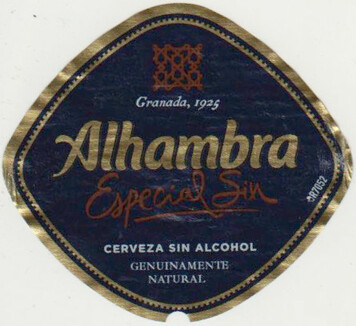 Granada, 1925
Alhambra
Especial Sin
CERVEZA SIN ALCOHOL
GENUINAMENTE
NATURAL